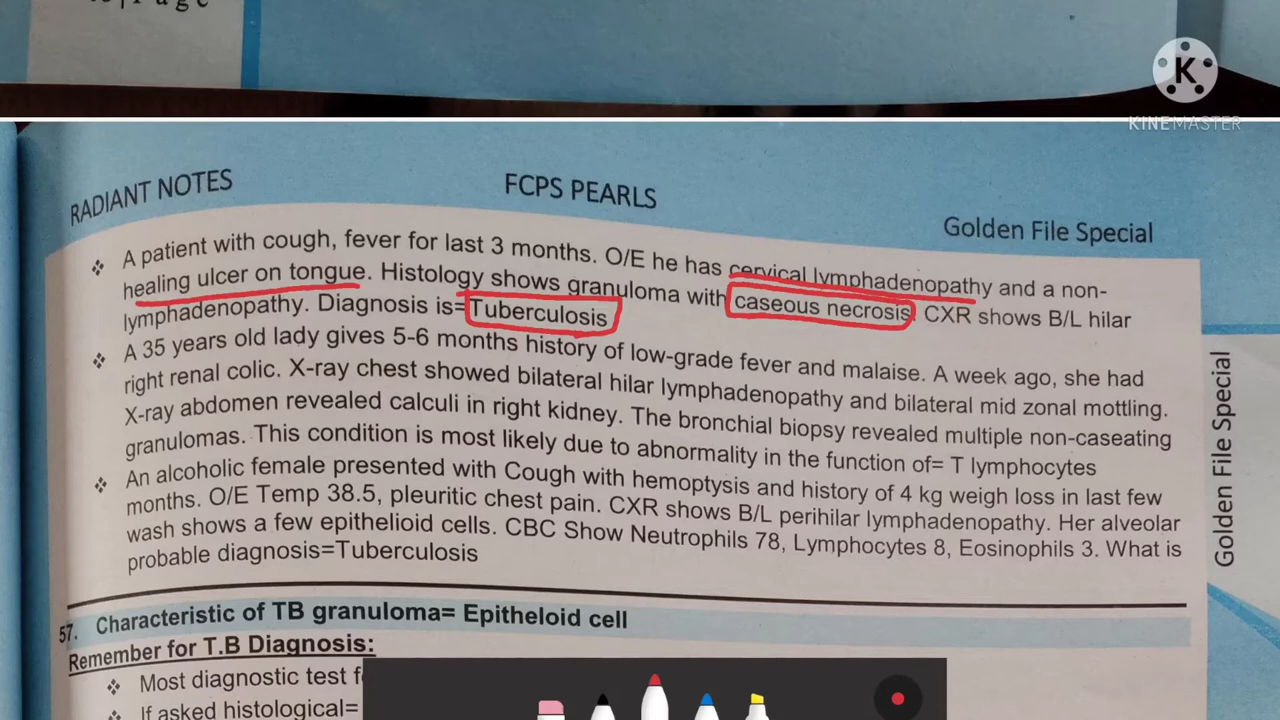 KINEMASTER
RADIANT NOTES
FCPS PEARLS
Golden File Special
❖ A patient with cough, fever for last 3 months. O/E he has cervical lymphadenopathy and a non-
healing ulcer on tongue. Histology shows granuloma with caseous necrosis. CXR shows B/L hilar
lymphadenopathy. Diagnosis is=Tuberculosis
❖ A 35 years old lady gives 5-6 months history of low-grade fever and malaise. A week ago, she had
right renal colic. X-ray chest showed bilateral hilar lymphadenopathy and bilateral mid zonal mottling.
X-ray abdomen revealed calculi in right kidney. The bronchial biopsy revealed multiple non-caseating
granulomas. This condition is most likely due to abnormality in the function of= T lymphocytes
❖ An alcoholic female presented with Cough with hemoptysis and history of 4 kg weigh loss in last few
months. O/E Temp 38.5, pleuritic chest pain. CXR shows B/L perihilar lymphadenopathy. Her alveolar
wash shows a few epithelioid cells. CBC Show Neutrophils 78, Lymphocytes 8, Eosinophils 3. What is
probable diagnosis=Tuberculosis
57. Characteristic of TB granuloma= Epitheloid cell
Remember for T.B Diagnosis:
❖ Most diagnostic test
❖ If asked histological=
Golden File Special